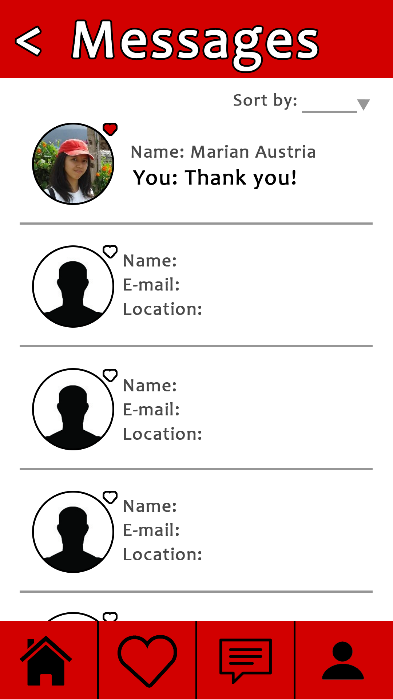 < Messages
Sort by:
Name: Marian Austria
You: Thank you!
Name:
E-mail:
Location:
Name:
E-mail:
Location:
Name:
E-mail:
Location: